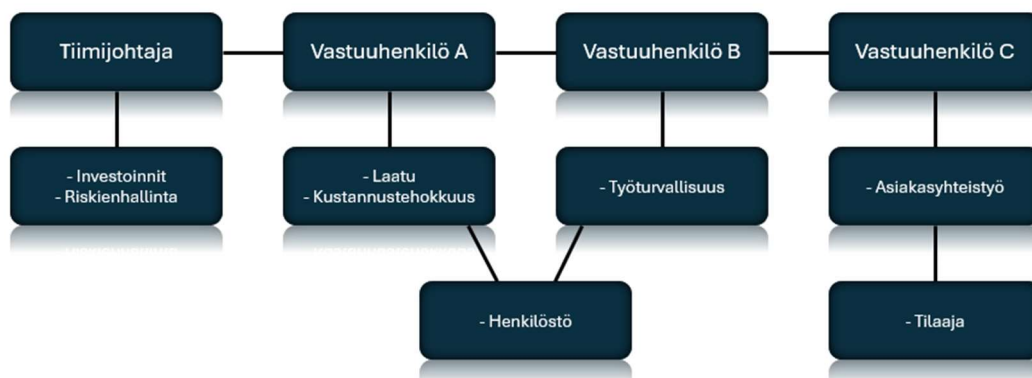 Tiimijohtaja
Vastuuhenkilö A
Vastuuhenkilö B
Vastuuhenkilö C
- Investoinnit
- Riskienhallinta
- Laatu
- Kustannustehokkuus
- Työturvallisuus
- Asiakasyhteistyö
- Henkilöstö
- Tilaaja